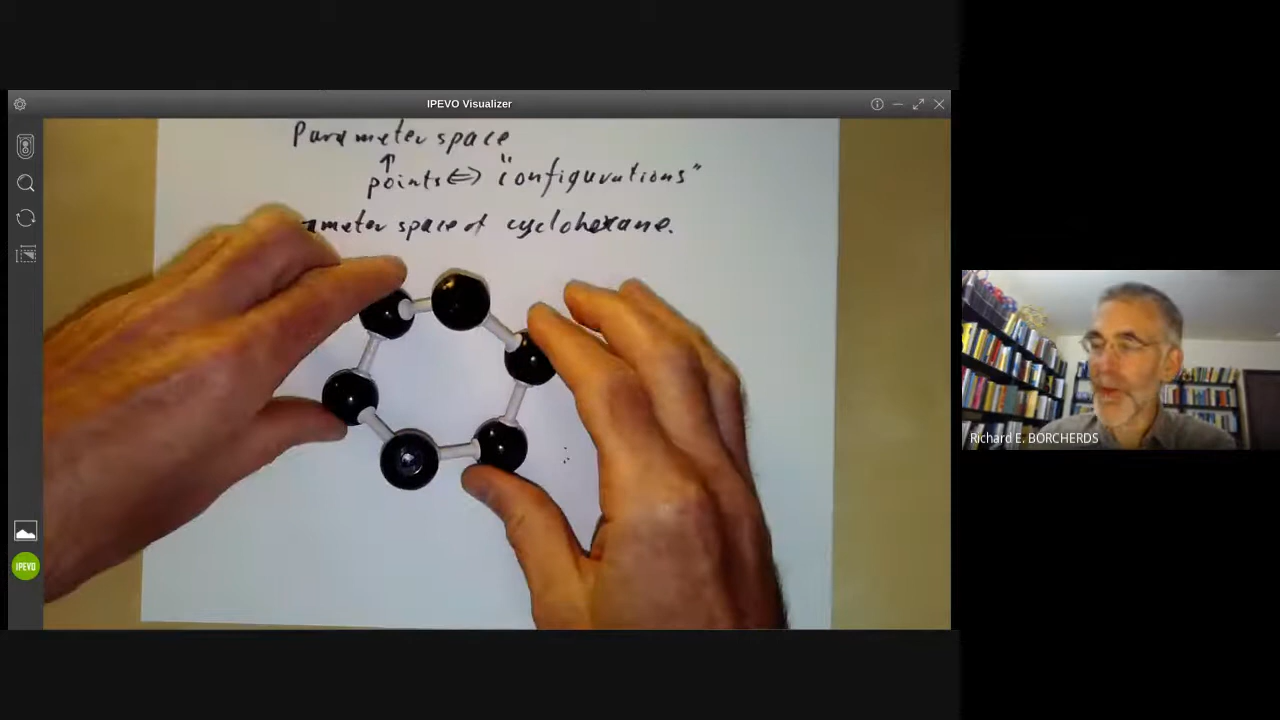 IPEVO Visualizer
Parameter space
↑
points ⇔ "configurations"
ameter space of cyclohexane.
Richard E. BORCHERDS
IPEVO